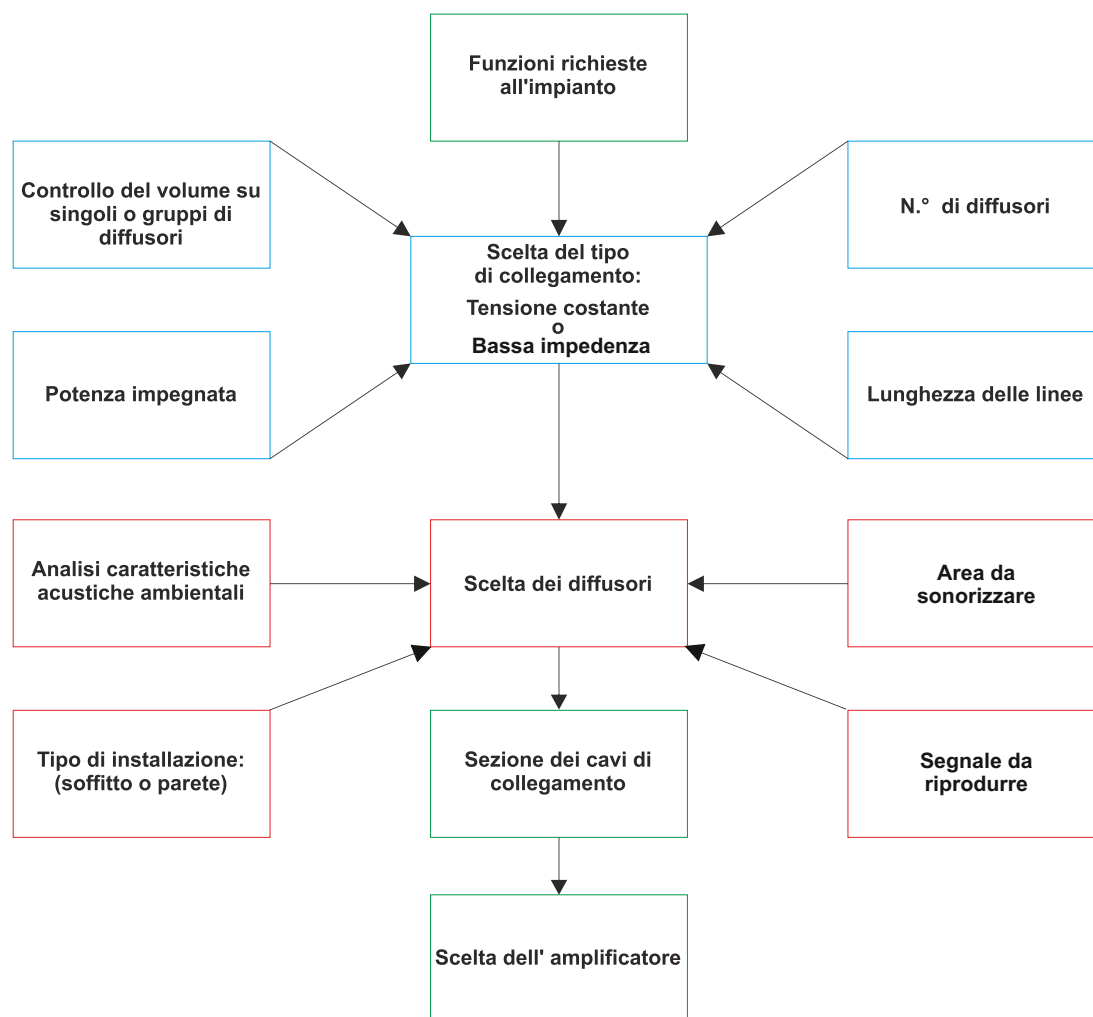 Funzioni richieste
all'impianto
Controllo del volume su
singoli o gruppi di
diffusori
N.° di diffusori
Scelta del tipo
di collegamento:
Tensione costante
o
Bassa impedenza
Potenza impegnata
Lunghezza delle linee
Analisi caratteristiche
acustiche ambientali
Scelta dei diffusori
Area da
sonorizzare
Tipo di installazione:
(soffitto o parete)
Sezione dei cavi di
collegamento
Segnale da
riprodurre
Scelta dell' amplificatore